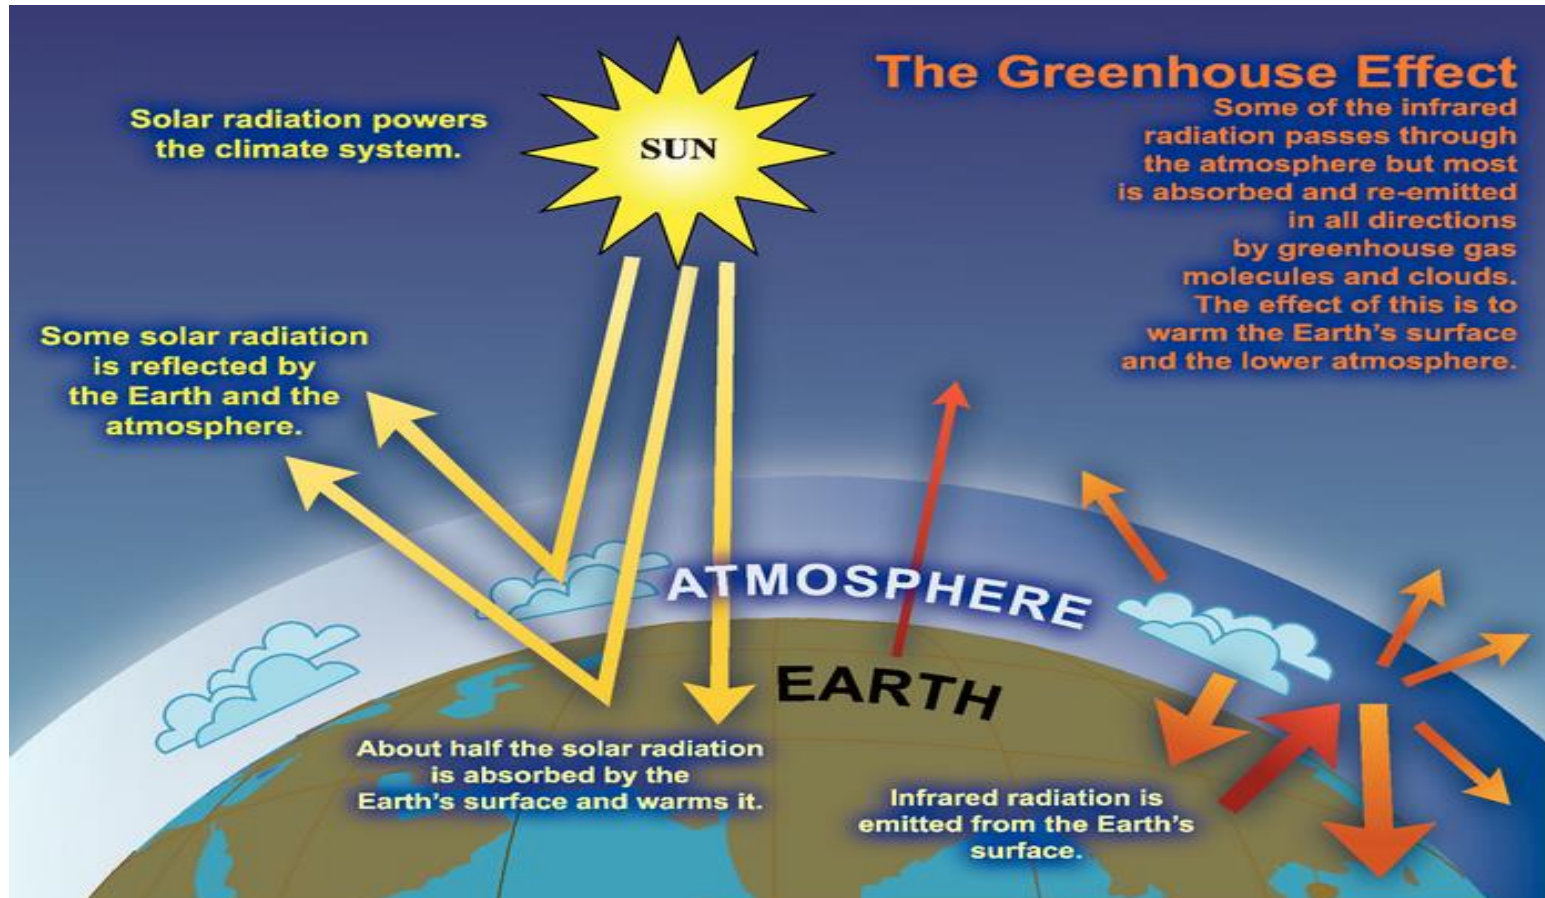 The Greenhouse Effect
Some of the infrared
radiation passes through
the atmosphere but most
is absorbed and re-emitted
in all directions
by greenhouse gas
molecules and clouds.
The effect of this is to
warm the Earth's surface
and the lower atmosphere.
Solar radiation powers
the climate system.
SUN
Some solar radiation
is reflected by
the Earth and the
atmosphere.
ATMOSPHERE
EARTH
About half the solar radiation
is absorbed by the
Earth's surface and warms it.
Infrared radiation is
emitted from the Earth's
surface.